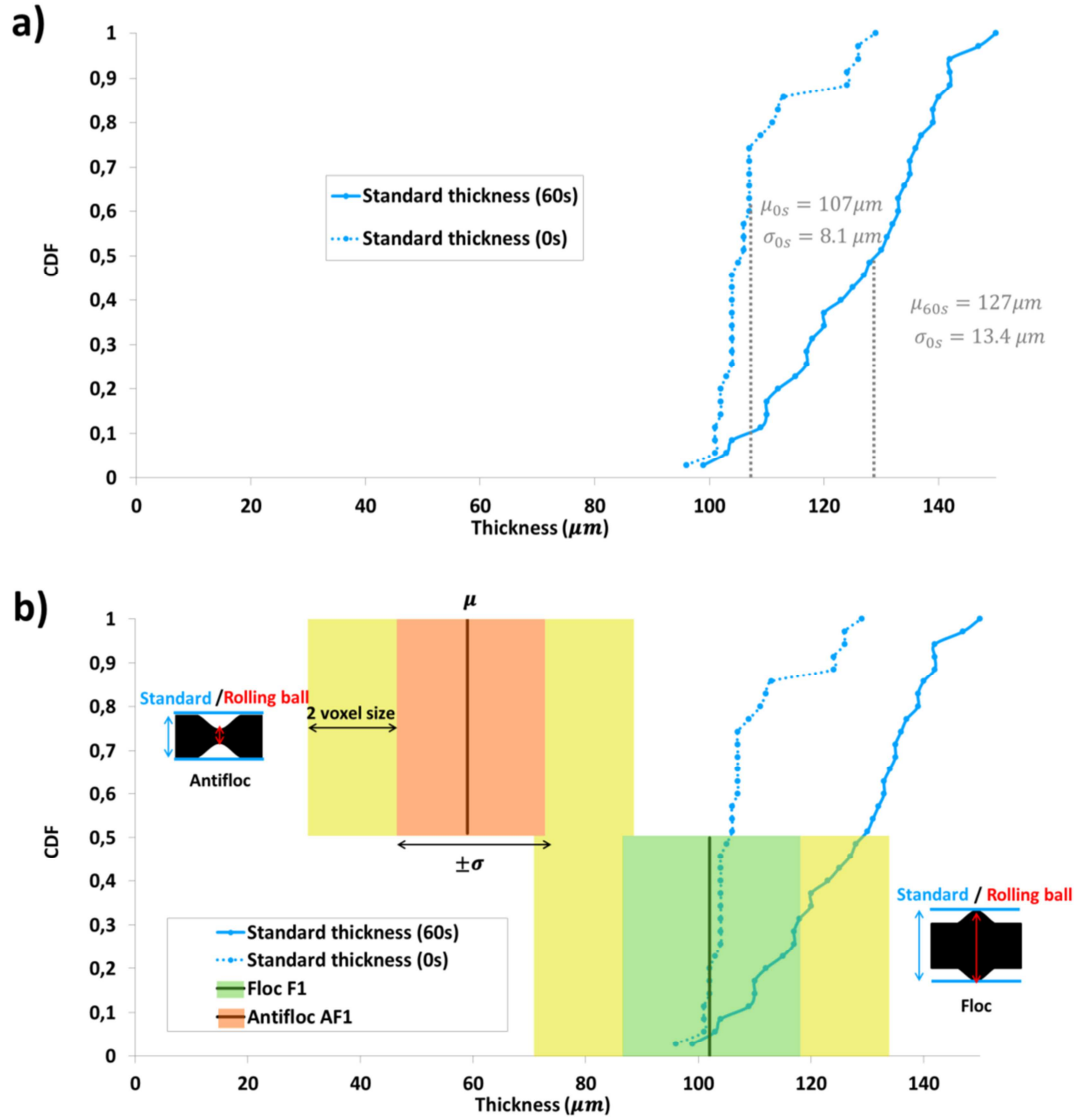 a)
1
0,9
0,8
0,7
0,6
0,5
0,4
0,3
0,2
0,1
0
CDF
Standard thickness (60s)
Standard thickness (0s)
μ0s = 107μm
σ0s = 8.1 μm
μ60s = 127μm
σ0s = 13.4 μm
0 20 40 60 80 100 120 140
Thickness (μm)
b)
μ
1
0,9
0,8
0,7
0,6
0,5
0,4
0,3
0,2
0,1
0
CDF
Standard / Rolling ball
Antifloc
2 voxel size
±σ
Standard / Rolling ball
Floc
Standard thickness (60s)
Standard thickness (0s)
Floc F1
Antifloc AF1
0 20 40 60 80 100 120 140
Thickness (μm)